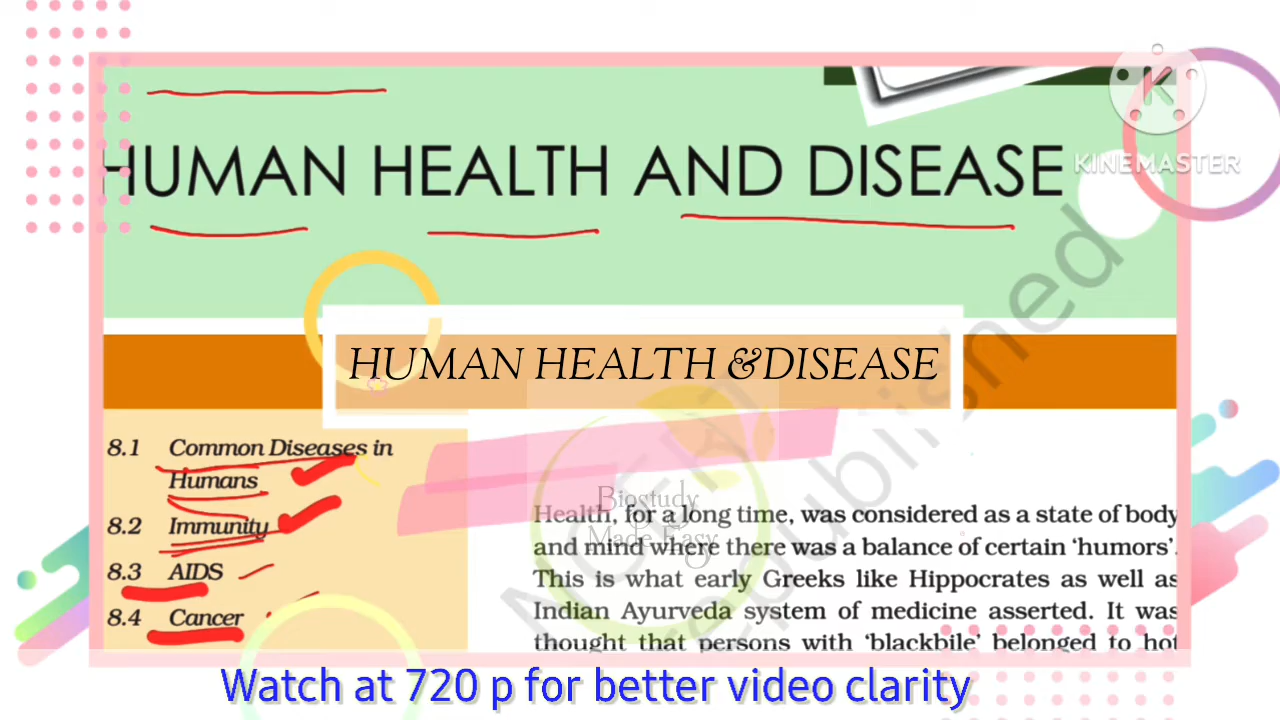 K
KINEMASTER
HUMAN HEALTH AND DISEASE
HUMAN HEALTH &DISEASE
8.1 Common Diseases in
Humans
8.2 Immunity
8.3 AIDS
8.4 Cancer
Biostudy
Made Easy
Health, for a long time, was considered as a state of body
and mind where there was a balance of certain ‘humors’.
This is what early Greeks like Hippocrates as well as
Indian Ayurveda system of medicine asserted. It was
thought that persons with ‘blackbile’ belonged to hot
NCERT
republished
Watch at 720 p for better video clarity